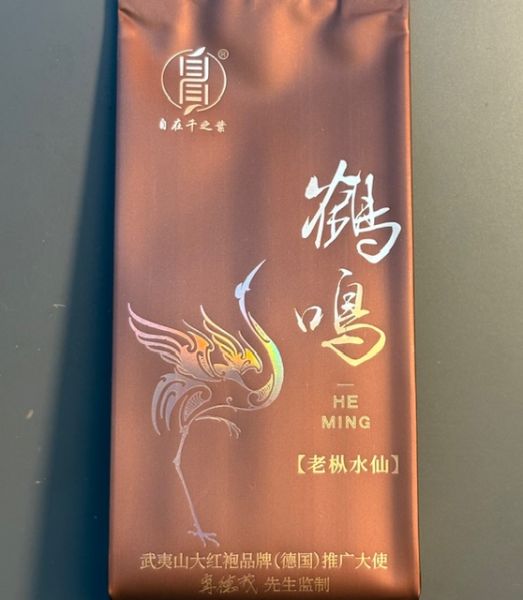 ®
自在千之葉
鶴鳴
HE
MING
【老枞水仙】
武夷山大红袍品牌(德国)推广大使
先生监制